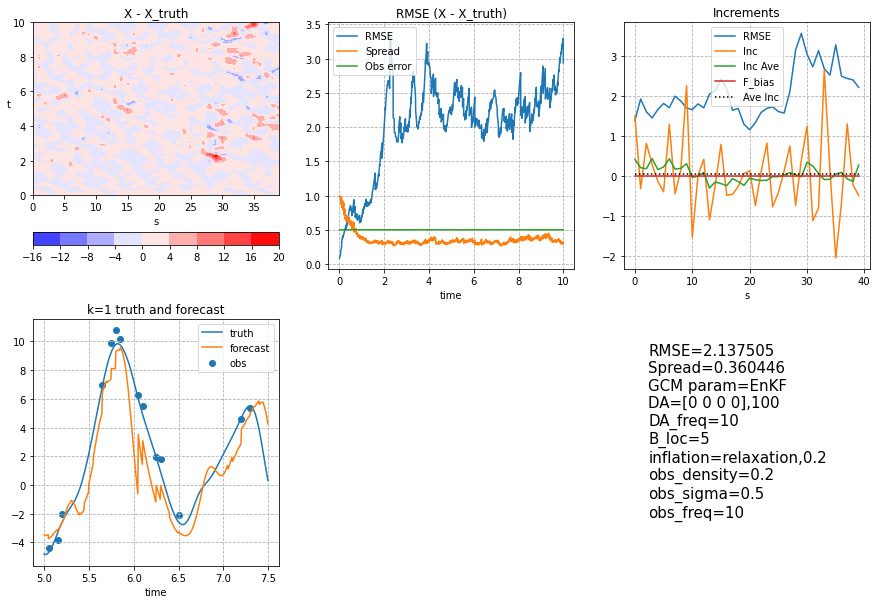 X - X_truth
10
8
6
4
2
0
t
0 5 10 15 20 25 30 35
s
−16 −12 −8 −4 0 4 8 12 16 20
RMSE (X - X_truth)
RMSE
Spread
Obs error
3.5
3.0
2.5
2.0
1.5
1.0
0.5
0.0
0 2 4 6 8 10
time
Increments
RMSE
Inc
Inc Ave
F_bias
Ave Inc
3
2
1
0
−1
−2
0 10 20 30 40
s
k=1 truth and forecast
truth
forecast
obs
10
8
6
4
2
0
−2
−4
5.0 5.5 6.0 6.5 7.0 7.5
time
RMSE=2.137505
Spread=0.360446
GCM param=EnKF
DA=[0 0 0 0],100
DA_freq=10
B_loc=5
inflation=relaxation,0.2
obs_density=0.2
obs_sigma=0.5
obs_freq=10